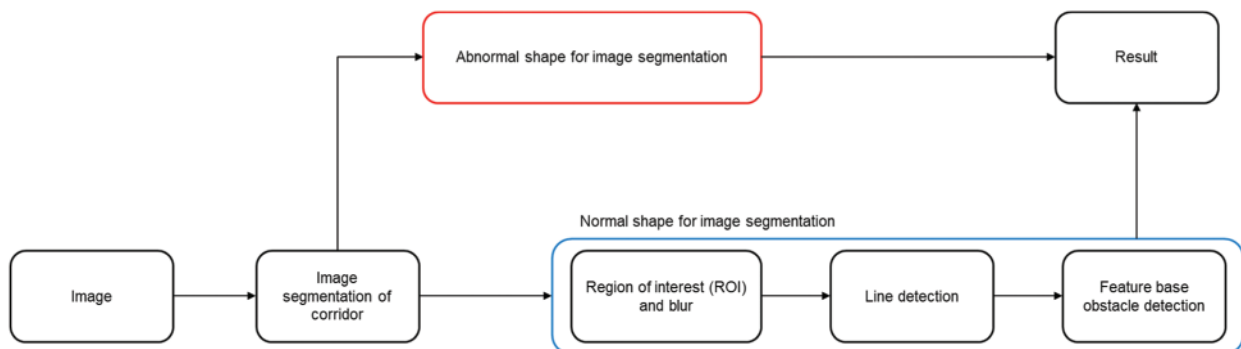 Abnormal shape for image segmentation
Result
Normal shape for image segmentation
Image
Image
segmentation of
corridor
Region of interest (ROI)
and blur
Line detection
Feature base
obstacle detection